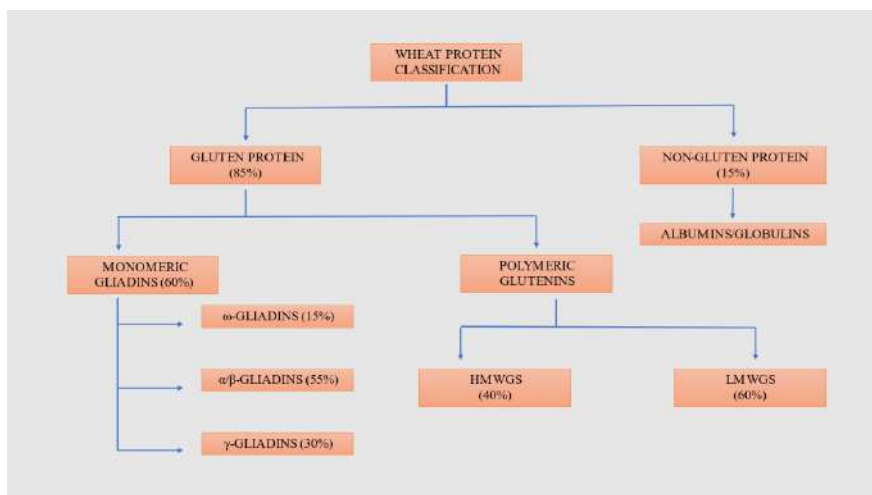 WHEAT PROTEIN
CLASSIFICATION
GLUTEN PROTEIN
(85%)
NON-GLUTEN PROTEIN
(15%)
ALBUMINS/GLOBULINS
MONOMERIC
GLIADINS (60%)
POLYMERIC
GLUTENINS
ω-GLIADINS (15%)
α/β-GLIADINS (55%)
γ-GLIADINS (30%)
HMWGS
(40%)
LMWGS
(60%)